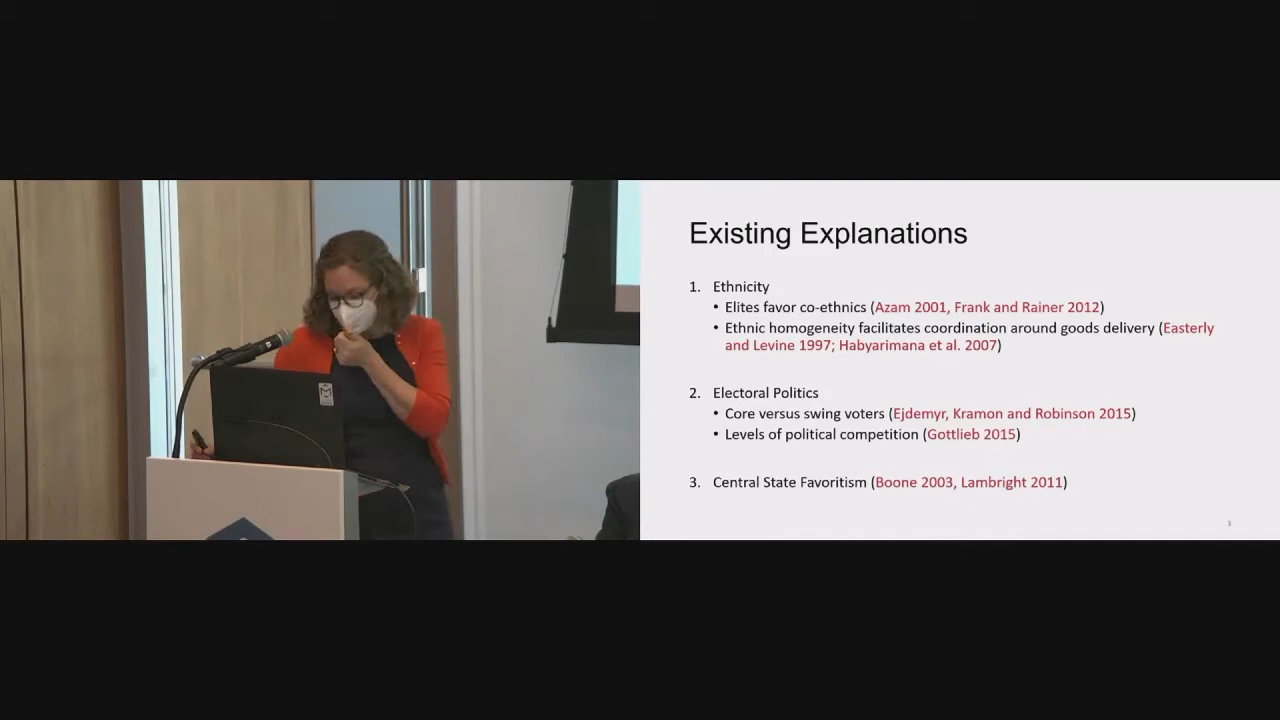 Existing Explanations
1. Ethnicity
• Elites favor co-ethnics (Azam 2001, Frank and Rainer 2012)
• Ethnic homogeneity facilitates coordination around goods delivery (Easterly
and Levine 1997; Habyarimana et al. 2007)
2. Electoral Politics
• Core versus swing voters (Ejdemyr, Kramon and Robinson 2015)
• Levels of political competition (Gottlieb 2015)
3. Central State Favoritism (Boone 2003, Lambright 2011)
3